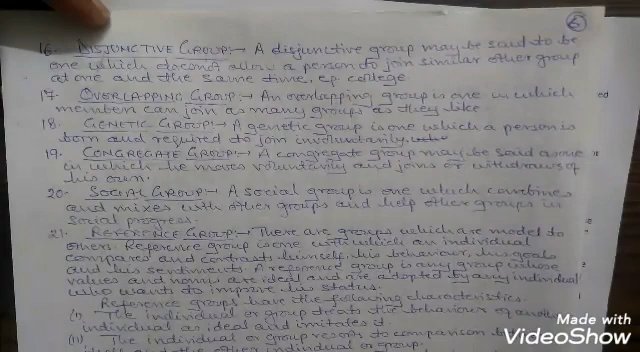 5
16- DISJUNCTIVE GROUP:→ A disjunctive group may be said to be
one which doesnot allow a person to join similar other group
at one and the same time. eg. college
17- OVERLAPPING GROUP:→ An overlapping group is one in which
members can join as many groups as they like.
18. GENETIC GROUP:→ A genetic group is one which a person is
born and required to join involuntarily.
19. CONGREGATE GROUP:→ A congregate group may be said as one
in which he moves voluntarily and joins or withdraws of
his own.
20- SOCIAL GROUP:→ A social group is one which combines
and mixes with other groups and help other groups in
social progress.
21- REFERENCE GROUP:→ There are groups which are model to
others. Reference group is one with which an individual
compares and contrasts himself, his behaviour, his goals
and his sentiments. A reference group is any group whose
values and norms are ideal and are adopted by any individual
who wants to improve his status.
Reference groups have the following characteristics.
(i) The individual or group treats the behaviour of another
individual as ideal and imitates it
(ii) The individual or group resorts to comparison
the other individual or group.
Made with
VideoShow